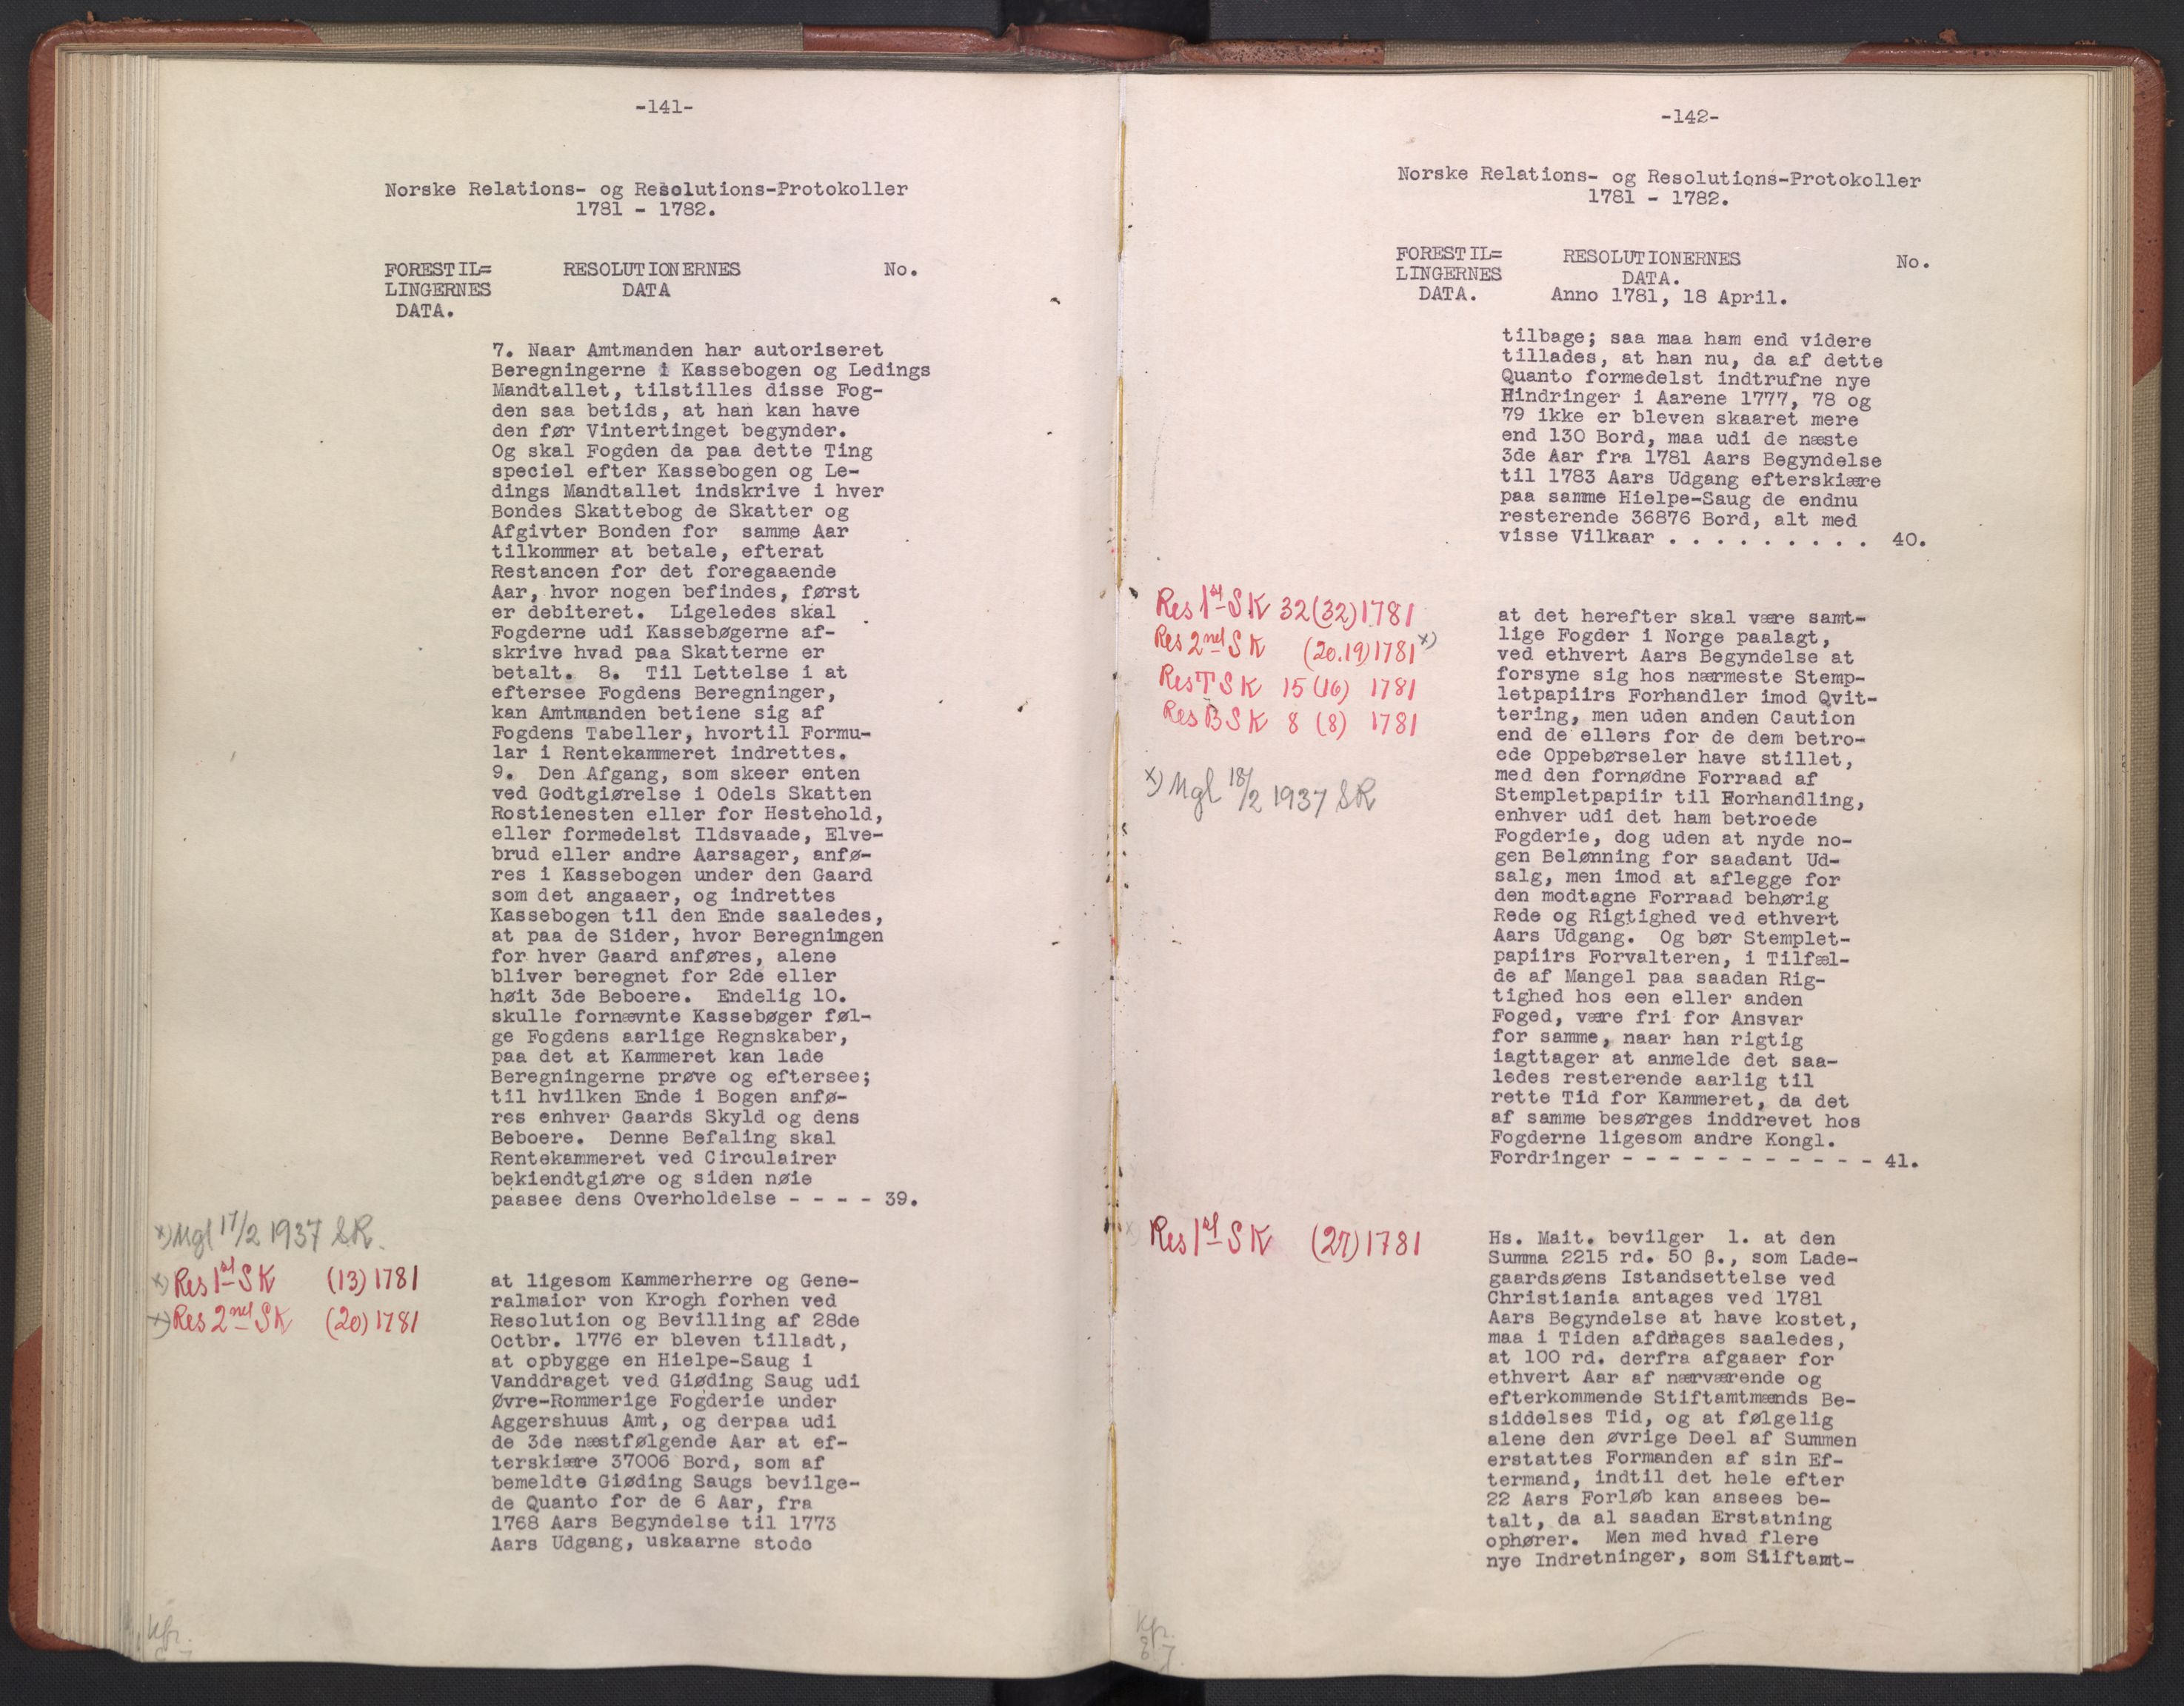 -141-
Norske Relations- og Resolutions-Protokoller
1781 - 1782.
FORESTIL= RESOLUTIONERNES No.
LINGERNES DATA
DATA.
7. Naar Amtmanden har autoriseret
Beregningerne i Kassebogen og Ledings
Mandtallet, tilstilles disse Fog-
den saa betids, at han kan have
den før Vintertinget begynder.
Og skal Fogden da paa dette Ting
speciel efter Kassebogen og Le-
dings Mandtallet indskrive i hver
Bondes Skattebog de Skatter og
Afgivter Bonden for samme Aar
tilkommer at betale, efterat
Restancen for det foregaaende
Aar, hvor nogen befindes, først
er debiteret. Ligeledes skal
Fogderne udi Kassebøgerne af-
skrive hvad paa Skatterne er
betalt. 8. Til Lettelse i at
eftersee Fogdens Beregninger,
kan Amtmanden betiene sig af
Fogdens Tabeller, hvortil Formu-
lar i Rentekammeret indrettes.
9. Den Afgang, som skeer enten
ved Godtgiørelse i Odels Skatten
Rostienesten eller for Hestehold,
eller formedelst Ildsvaade, Elve-
brud eller andre Aarsager, anfø-
res i Kassebogen under den Gaard
som det angaaer, og indrettes
Kassebogen til den Ende saaledes,
at paa de Sider, hvor Beregningen
for hver Gaard anføres, alene
bliver beregnet for 2de eller
høit 3de Beboere. Endelig 10.
skulle fornævnte Kassebøger føl-
ge Fogdens aarlige Regnskaber,
paa det at Kammeret kan lade
Beregningerne prøve og eftersee;
til hvilken Ende i Bogen anfø-
res enhver Gaards Skyld og dens
Beboere. Denne Befaling skal
Rentekammeret ved Circulairer
bekiendtgiøre og siden nøie
paasee dens Overholdelse - - - - 39.
x) Mgl 17/2 1937 SR.
x) Res 1st SK (13) 1781
x) Res 2net SK (20) 1781
at ligesom Kammerherre og Gene-
ralmaior von Krogh forhen ved
Resolution og Bevilling af 28de
Octbr. 1776 er bleven tilladt,
at opbygge en Hielpe-Saug i
Vanddraget ved Giøding Saug udi
Øvre-Rommerige Fogderie under
Aggershuus Amt, og derpaa udi
de 3de næstfølgende Aar at ef-
terskiære 37006 Bord, som af
bemeldte Giøding Saugs bevilge-
de Quanto for de 6 Aar, fra
1768 Aars Begyndelse til 1773
Aars Udgang, uskaarne stode
Kfr.
-142-
Norske Relations- og Resolutions-Protokoller
1781 - 1782.
FORESTIL= RESOLUTIONERNES No.
LINGERNES DATA.
DATA. Anno 1781, 18 April.
tilbage; saa maa ham end videre
tillades, at han nu, da af dette
Quanto formedelst indtrufne nye
Hindringer i Aarene 1777, 78 og
79 ikke er bleven skaaret mere
end 130 Bord, maa udi de næste
3de Aar fra 1781 Aars Begyndelse
til 1783 Aars Udgang efterskiære
paa samme Hielpe-Saug de endnu
resterende 36876 Bord, alt med
visse Vilkaar . . . . . . . . . 40.
Res 1st SK 32(32)1781
Res 2net SK (20.19)1781 x)
Res T SK 15 (16) 1781
Res B SK 8 (8) 1781
x) Mgl 18/2 1937 SR
at det herefter skal være samt-
lige Fogder i Norge paalagt,
ved ethvert Aars Begyndelse at
forsyne sig hos nærmeste Stemp-
letpapiirs Forhandler imod Qvit-
tering, men uden anden Caution
end de ellers for de dem betro-
ede Oppebørseler have stillet,
med den fornødne Forraad af
Stempletpapiir til Forhandling,
enhver udi det ham betroede
Fogderie, dog uden at nyde no-
gen Belønning for saadant Ud-
salg, men imod at aflegge for
den modtagne Forraad behørig
Rede og Rigtighed ved ethvert
Aars Udgang. Og bør Stemplet-
papiirs Forvalteren, i Tilfæl-
de af Mangel paa saadan Rig-
tighed hos een eller anden
Foged, være fri for Ansvar
for samme, naar han rigtig
iagttager at anmelde det saa-
ledes resterende aarlig til
rette Tid for Kammeret, da det
af samme besørges inddrevet hos
Fogderne ligesom andre Kongl.
Fordringer - - - - - - - - - - - 41.
Res 1st SK (27) 1781
Hs. Mait. bevilger 1. at den
Summa 2215 rd. 50 β., som Lade-
gaardsøens Istandsettelse ved
Christiania antages ved 1781
Aars Begyndelse at have kostet,
maa i Tiden afdrages saaledes,
at 100 rd. derfra afgaaer for
ethvert Aar af nærværende og
efterkommende Stiftamtmænds Be-
siddelses Tid, og at følgelig
alene den øvrige Deel af Summen
erstattes Formanden af sin Ef-
termand, indtil det hele efter
22 Aars Forløb kan ansees be-
talt, da al saadan Erstatning
ophører. Men med hvad flere
nye Indretninger, som Stiftamt-
Kfr.